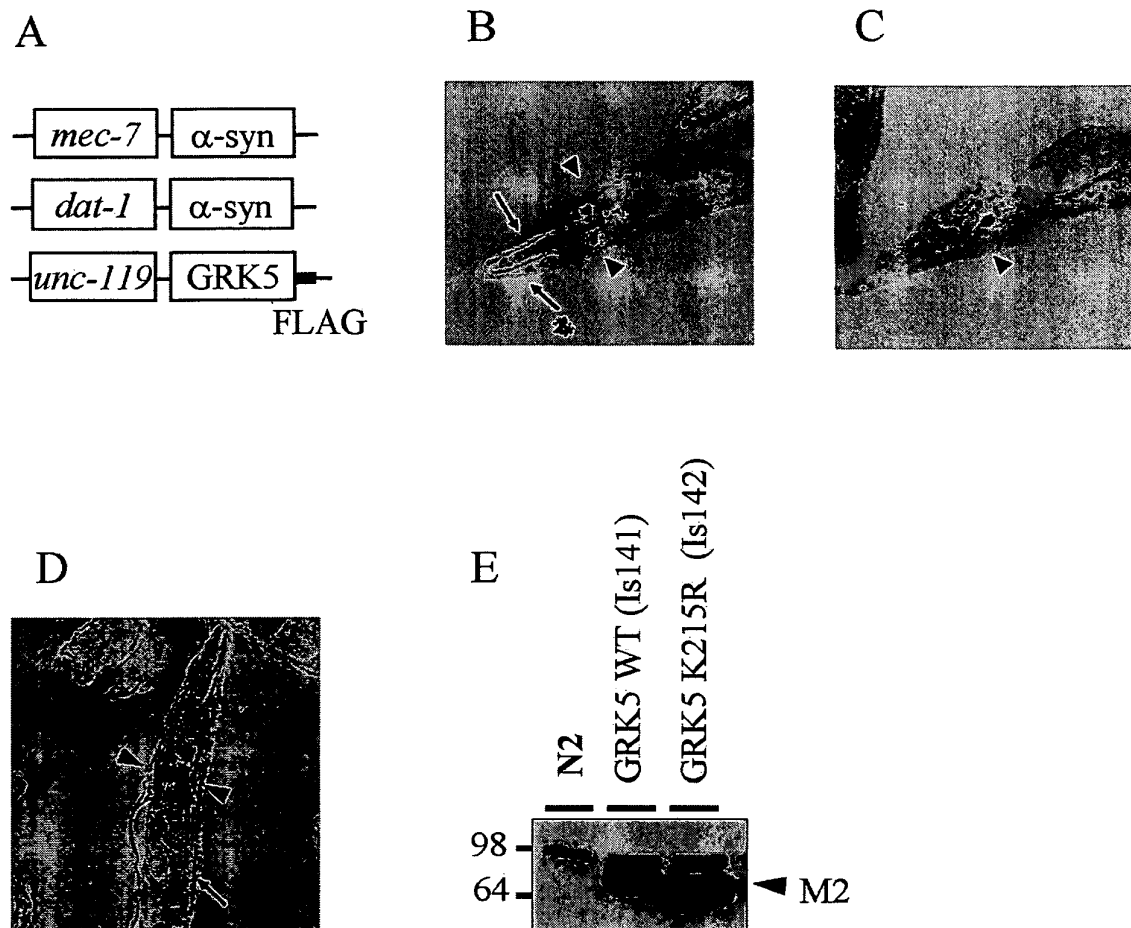 A
mec-7 α-syn
dat-1 α-syn
unc-119 GRK5
FLAG
B
C
D
E
N2
GRK5 WT (Is141)
GRK5 K215R (Is142)
98
64
M2